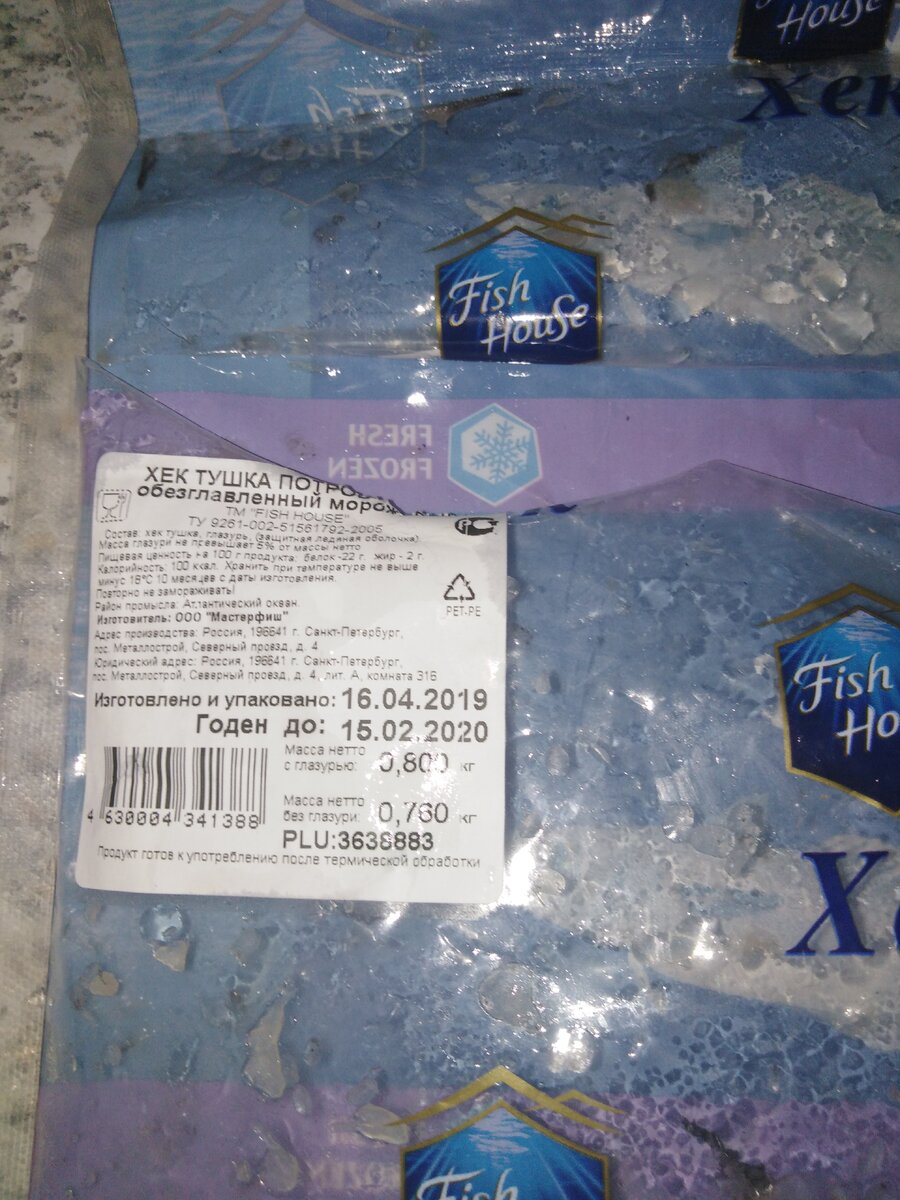 House
Хек
Fish
House
Fish
House
FRESH
FROZEN
ХЕК ТУШКА
обезглавленный
ТМ "FISH HOUSE"
ТУ 9261-002-51561792-2005
Состав: хек тушка, глазурь, (защитная ледяная оболочка).
Масса глазури не превышает 5% от массы нетто
Пищевая ценность на 100 г продукта: белок -22 г. жир - 2 г.
Калорийность: 100 ккал. Хранить при температуре не выше
минус 18°С 10 месяцев с даты изготовления.
Повторно не замораживать!
Район промысла: Атлантический океан.
Изготовитель: ООО "Мастерфиш"
Адрес производства: Россия, 196641 г. Санкт-Петербург,
пос. Металлострой, Северный проезд, д. 4
Юридический адрес: Россия, 196641 г. Санкт-Петербург,
пос. Металлострой, Северный проезд, д. 4, лит. А, комната 316
PET-PE
Изготовлено и упаковано: 16.04.2019
Годен до: 15.02.2020
Масса нетто
с глазурью: 0,800 кг
Масса нетто
без глазури: 0,760 кг
4 630004 341388
PLU:3638883
Продукт готов к употреблению после термической обработки
Fish
Fish